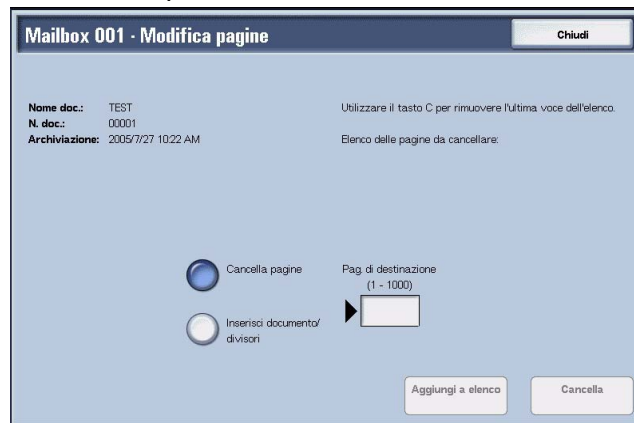 Mailbox 001 - Modifica pagine
Chiudi
Nome doc.: TEST
N. doc.: 00001
Archiviazione: 2005/7/27 10:22 AM
Utilizzare il tasto C per rimuovere l'ultima voce dell'elenco.
Elenco delle pagine da cancellare:
Cancella pagine
Inserisci documento/
divisori
Pag. di destinazione
(1 - 1000)
Aggiungi a elenco
Cancella